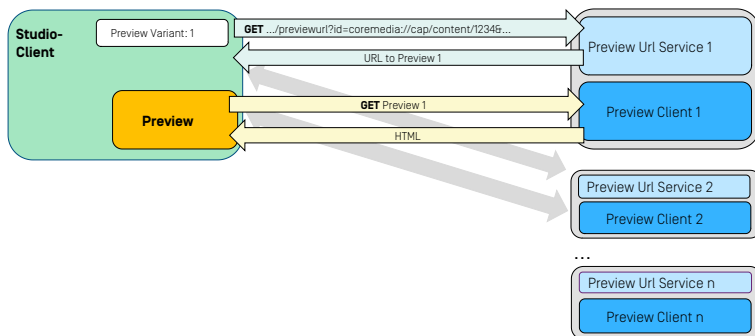 Studio-
Client
Preview Variant: 1
GET .../previewurl?id=coremedia://cap/content/1234&...
URL to Preview 1
Preview Url Service 1
Preview
GET Preview 1
HTML
Preview Client 1
Preview Url Service 2
Preview Client 2
...
Preview Url Service n
Preview Client n